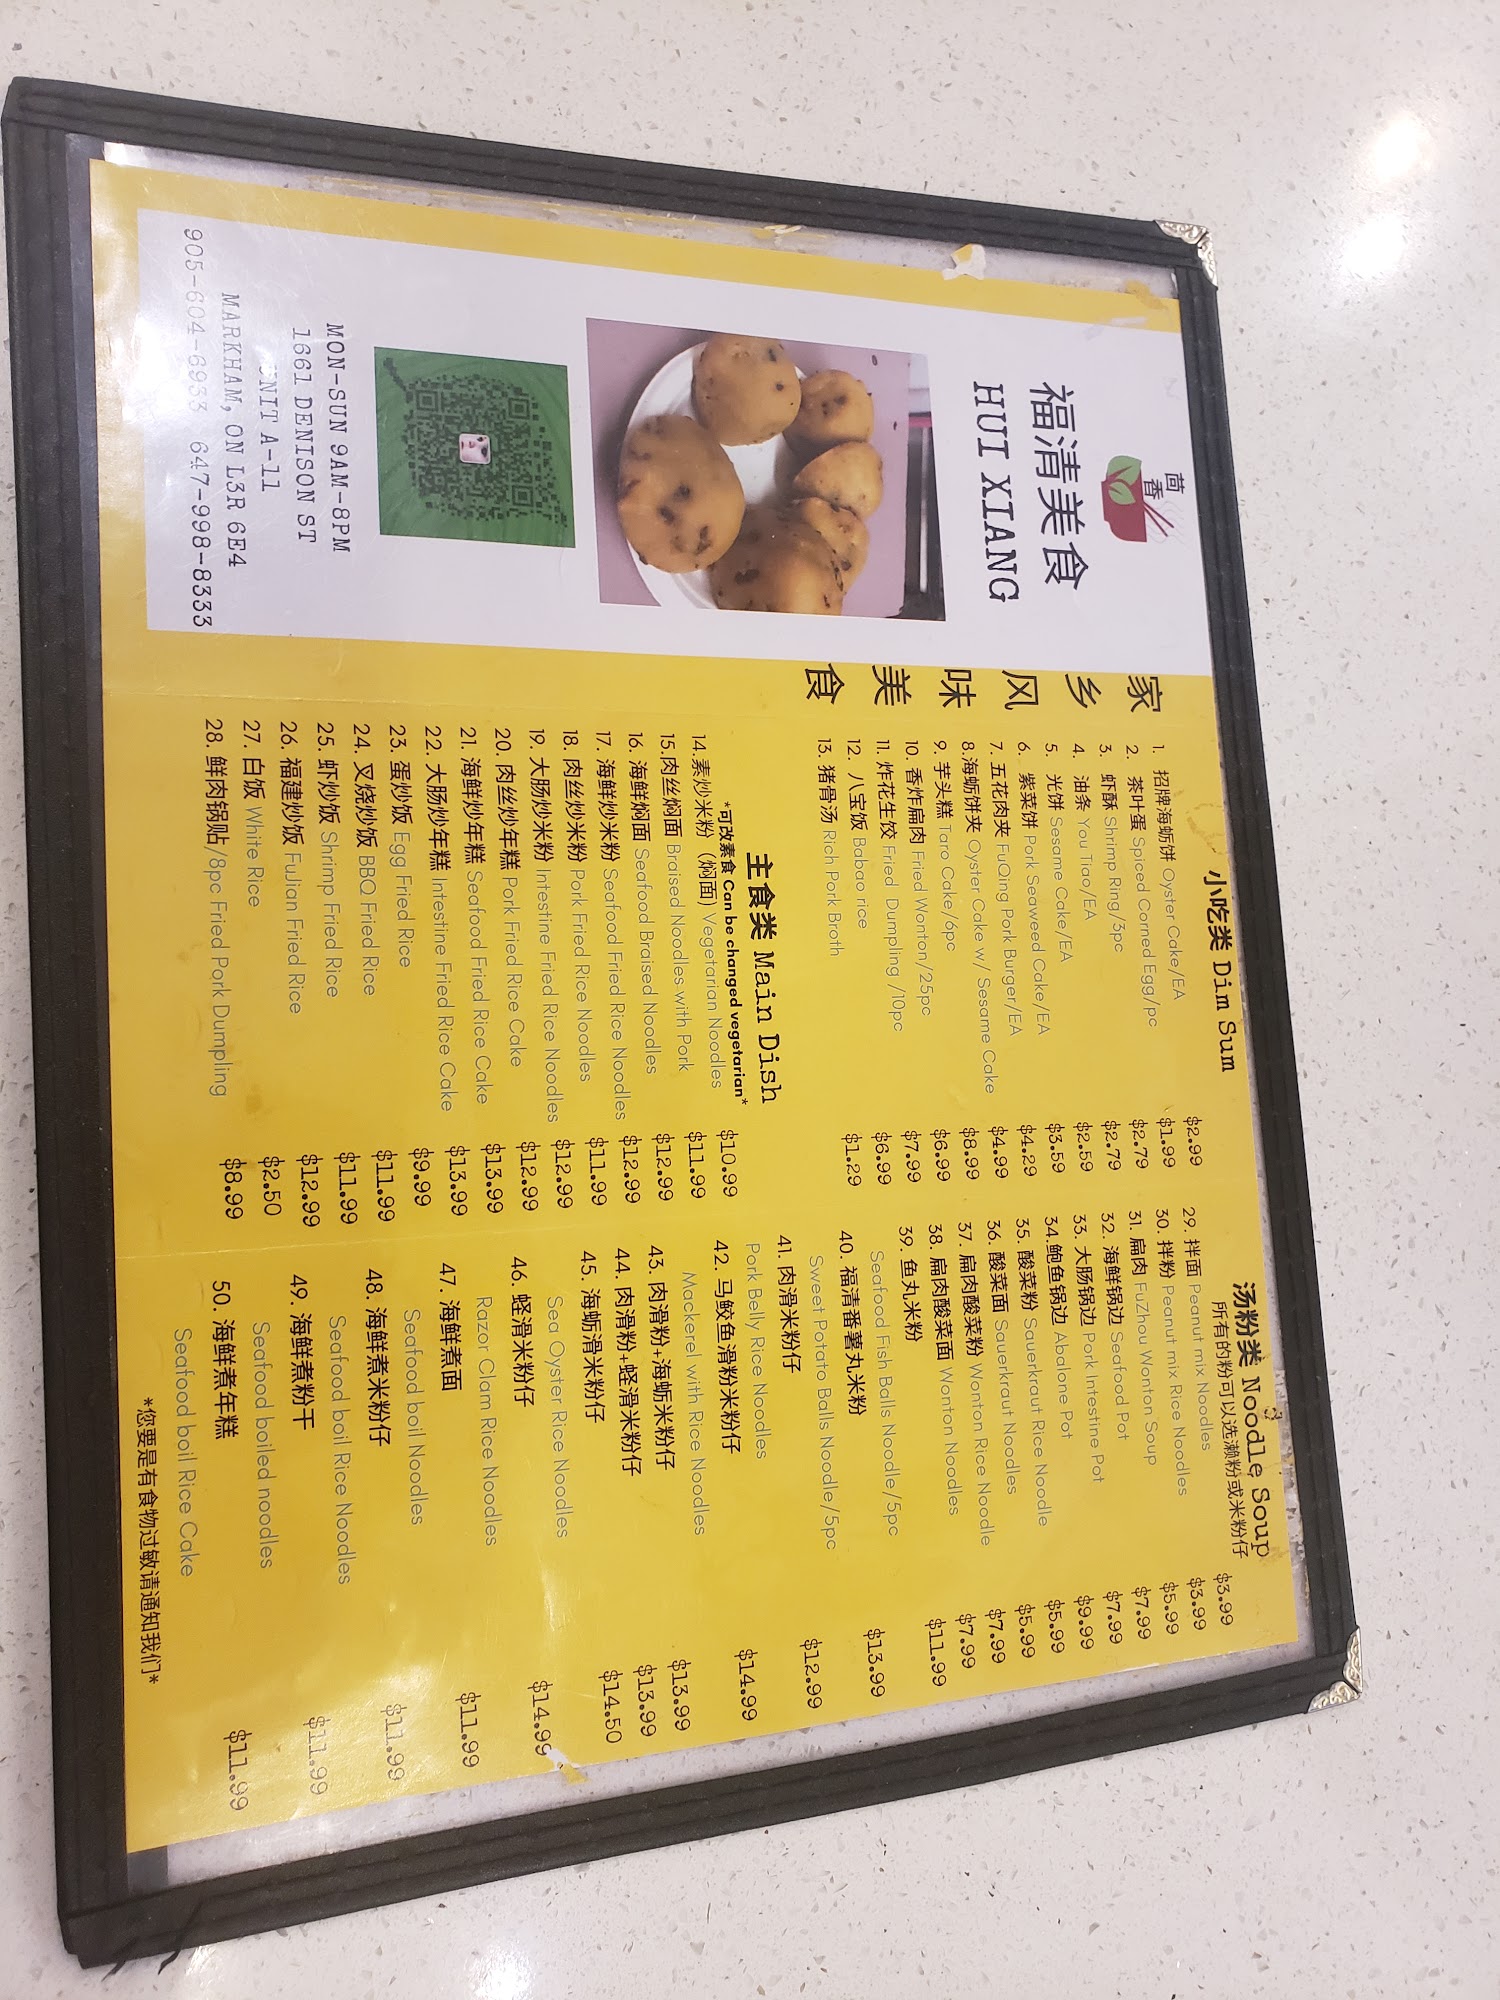 茴香
福清美食
HUI XIANG
MON-SUN 9AM-8PM
1661 DENISON ST
A-11
MARKHAM, ON L3R 6E4
905-604-6933 647-998-8333
家乡风味美食
小吃类 Dim Sum
1. 招牌海蛎饼 Oyster Cake/EA $2.99
2. 茶叶蛋 Spiced Corned Egg/pc $1.99
3. 虾酥 Shrimp Ring/3pc $2.79
4. 油条 You Tiao/EA $2.79
5. 光饼 Sesame Cake/EA $2.59
6. 紫菜饼 Pork Seaweed Cake/EA $3.59
7. 五花肉夹 FuQing Pork Burger/EA $4.29
8.海蛎饼夹 Oyster Cake w/ Sesame Cake $4.99
9. 芋头糕 Taro Cake/6pc $8.99
10. 香炸扁肉 Fried Wonton/25pc $6.99
11. 炸花生饺 Fried Dumpling /10pc $7.99
12. 八宝饭 Babao rice $6.99
13. 猪骨汤 Rich Pork Broth $1.29
主食类 Main Dish
*可改素食 Can be changed vegetarian*
14.素炒米粉 (焖面) Vegetarian Noodles $10.99
15.肉丝焖面 Braised Noodles with Pork $11.99
16. 海鲜焖面 Seafood Braised Noodles $12.99
17. 海鲜炒米粉 Seafood Fried Rice Noodles $12.99
18. 肉丝炒米粉 Pork Fried Rice Noodles $11.99
19. 大肠炒米粉 Intestine Fried Rice Noodles $12.99
20. 肉丝炒年糕 Pork Fried Rice Cake $12.99
21. 海鲜炒年糕 Seafood Fried Rice Cake $13.99
22. 大肠炒年糕 Intestine Fried Rice Cake $13.99
23. 蛋炒饭 Egg Fried Rice $9.99
24. 叉烧炒饭 BBQ Fried Rice $11.99
25. 虾炒饭 Shrimp Fried Rice $11.99
26. 福建炒饭 FuJian Fried Rice $12.99
27. 白饭 White Rice $2.50
28. 鲜肉锅贴/8pc Fried Pork Dumpling $8.99
汤粉类 Noodle Soup
所有的粉可以选濑粉或米粉仔
29. 拌面 Peanut mix Noodles $3.99
30. 拌粉 Peanut mix Rice Noodles $3.99
31. 扁肉 FuZhou Wonton Soup $5.99
32. 海鲜锅边 Seafood Pot $7.99
33. 大肠锅边 Pork Intestine Pot $7.99
34.鲍鱼锅边 Abalone Pot $9.99
35. 酸菜粉 Sauerkraut Rice Noodle $5.99
36. 酸菜面 Sauerkraut Noodles $5.99
37. 扁肉酸菜粉 Wonton Rice Noodle $7.99
38. 扁肉酸菜面 Wonton Noodles $7.99
39. 鱼丸米粉 $11.99
Seafood Fish Balls Noodle/5pc
40. 福清番薯丸米粉 $13.99
Sweet Potato Balls Noodle/5pc
41. 肉滑米粉仔 $12.99
Pork Belly Rice Noodles
42. 马鲛鱼滑粉米粉仔 $14.99
Mackerel with Rice Noodles
43. 肉滑粉+海蛎米粉仔 $13.99
44. 肉滑粉+蛏滑米粉仔 $13.99
45. 海蛎滑米粉仔 $14.50
Sea Oyster Rice Noodles
46. 蛏滑米粉仔 $14.99
Razor Clam Rice Noodles
47. 海鲜煮面 $11.99
Seafood boil Noodles
48. 海鲜煮米粉仔 $11.99
Seafood boil Rice Noodles
49. 海鲜煮粉干 $11.99
Seafood boiled noodles
50. 海鲜煮年糕 $11.99
Seafood boil Rice Cake
*您要是有食物过敏请通知我们*